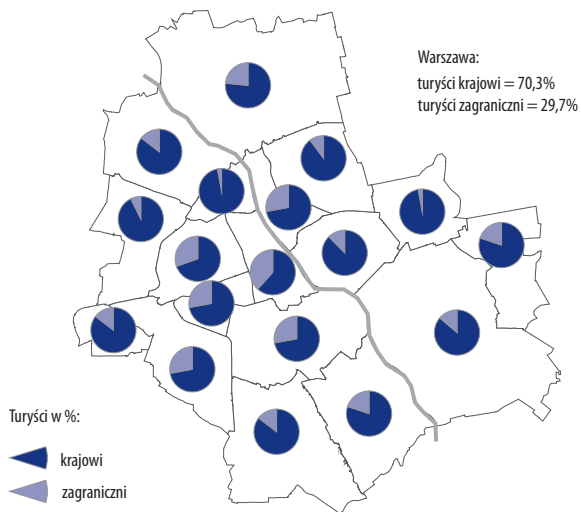 Warszawa:
turyści krajowi = 70,3%
turyści zagraniczni = 29,7%
Turyści w %:
krajowi
zagraniczni